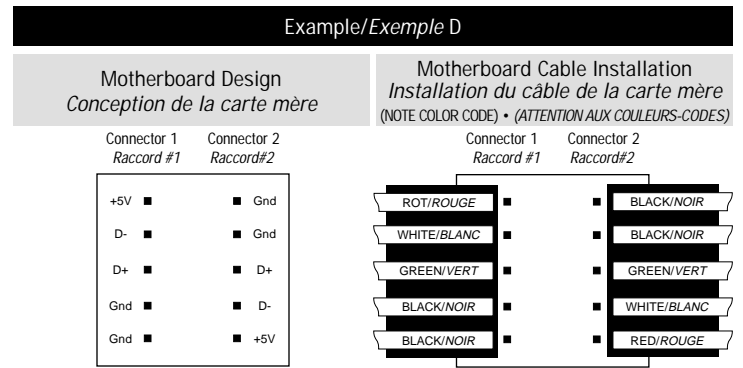 Example/Exemple D
Motherboard Design
Conception de la carte mère
Motherboard Cable Installation
Installation du câble de la carte mère
(NOTE COLOR CODE) • (ATTENTION AUX COULEURS-CODES)
Connector 1 Connector 2
Raccord #1 Raccord#2
+5V Gnd
D- Gnd
D+ D+
Gnd D-
Gnd +5V
Connector 1 Connector 2
Raccord #1 Raccord#2
ROT/ROUGE BLACK/NOIR
WHITE/BLANC BLACK/NOIR
GREEN/VERT GREEN/VERT
BLACK/NOIR WHITE/BLANC
BLACK/NOIR RED/ROUGE